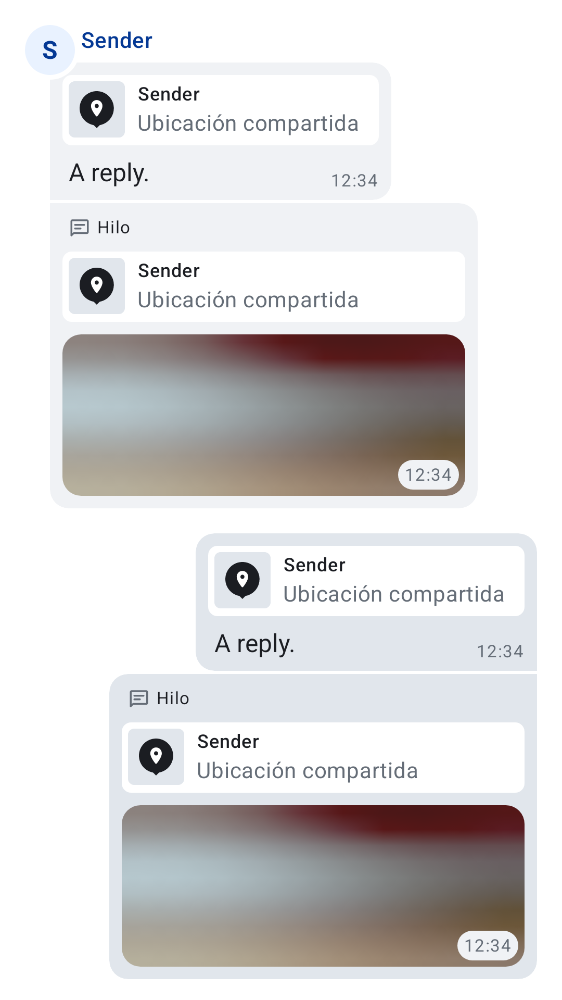 S
Sender
Sender
Ubicación compartida
A reply.
12:34
Hilo
Sender
Ubicación compartida
12:34
Sender
Ubicación compartida
A reply.
12:34
Hilo
Sender
Ubicación compartida
12:34